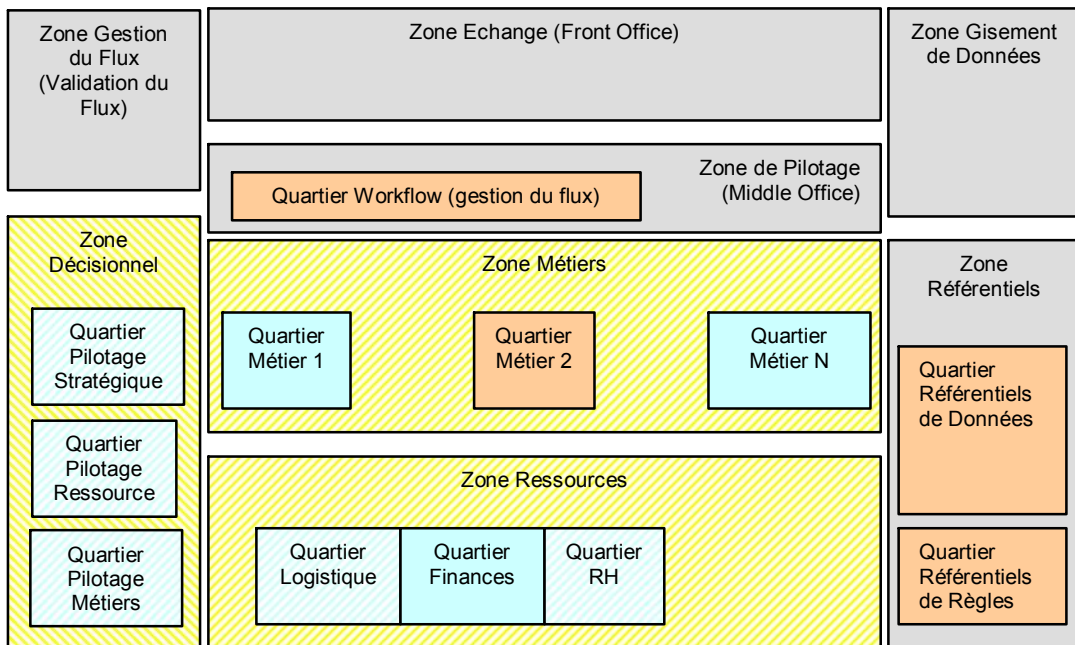 Zone Gestion
du Flux
(Validation du
Flux)
Zone Echange (Front Office)
Zone Gisement
de Données
Zone de Pilotage
(Middle Office)
Quartier Workflow (gestion du flux)
Zone
Décisionnel
Quartier
Pilotage
Stratégique
Quartier
Pilotage
Ressource
Quartier
Pilotage
Métiers
Zone Métiers
Quartier
Métier 1
Quartier
Métier 2
Quartier
Métier N
Zone Ressources
Quartier
Logistique
Quartier
Finances
Quartier
RH
Zone
Référentiels
Quartier
Référentiels
de Données
Quartier
Référentiels
de Règles